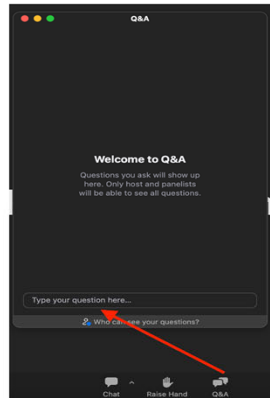 Q&A
Welcome to Q&A
Questions you ask will show up
here. Only host and panelists
will be able to see all questions.
Type your question here...
Who can see your questions?
Chat
Raise Hand
Q&A